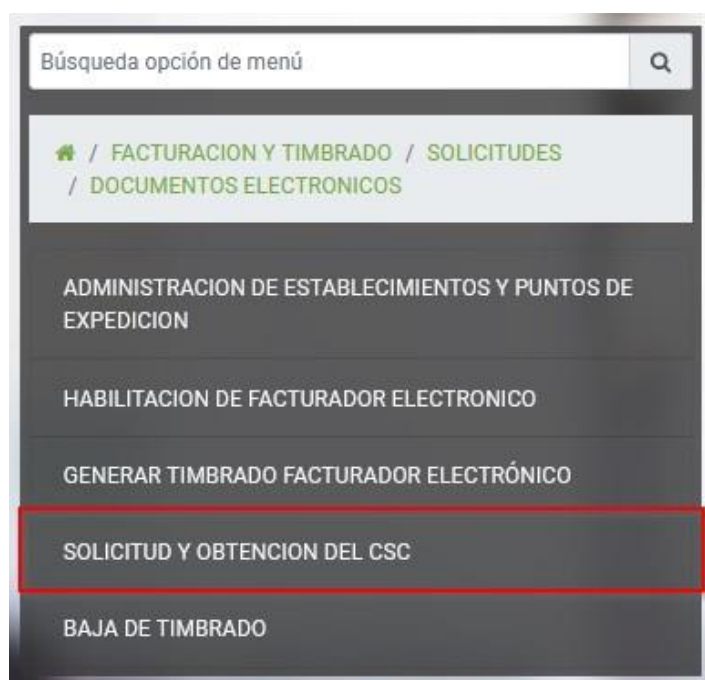 Búsqueda opción de menú
/ FACTURACION Y TIMBRADO / SOLICITUDES
/ DOCUMENTOS ELECTRONICOS
ADMINISTRACION DE ESTABLECIMIENTOS Y PUNTOS DE
EXPEDICION
HABILITACION DE FACTURADOR ELECTRONICO
GENERAR TIMBRADO FACTURADOR ELECTRÓNICO
SOLICITUD Y OBTENCION DEL CSC
BAJA DE TIMBRADO